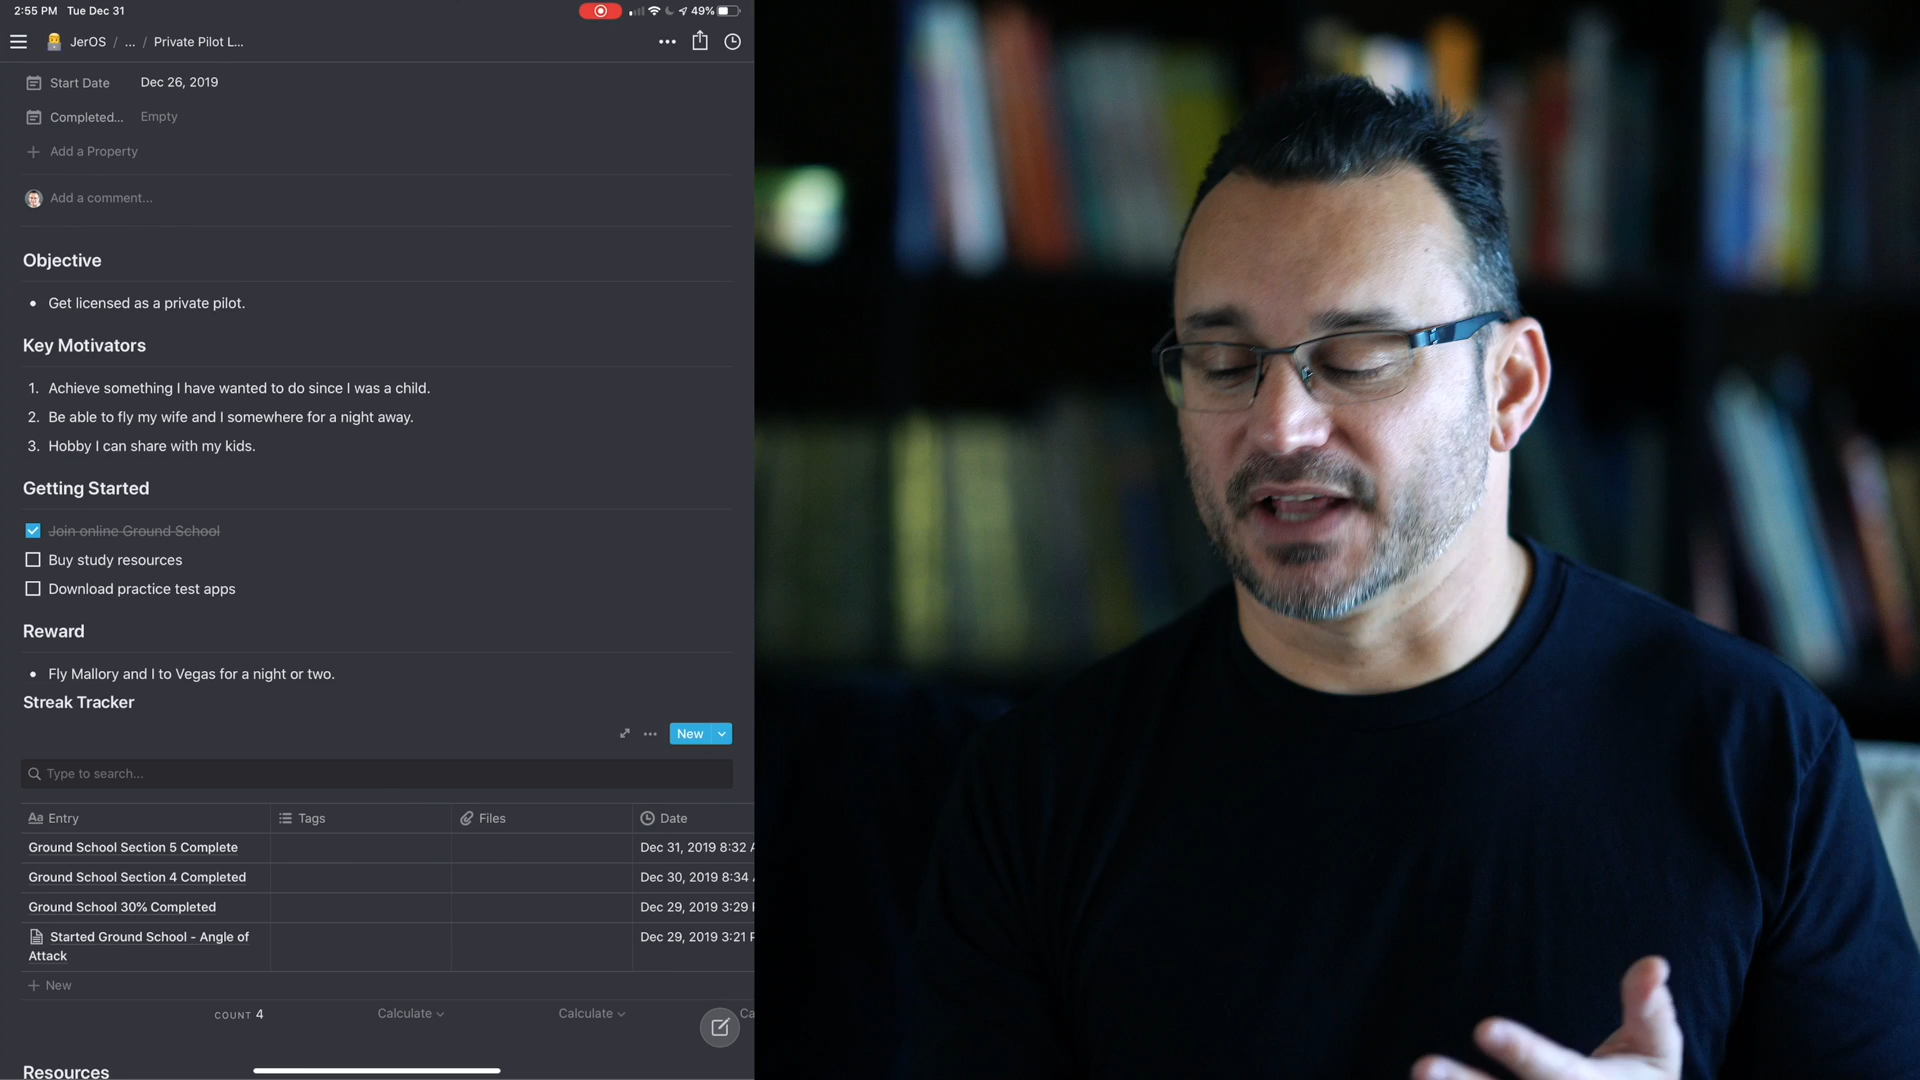 2:55 PM Tue Dec 31
49%
JerOS / ... / Private Pilot L...
Start Date Dec 26, 2019
Completed... Empty
Add a Property
Add a comment...
Objective
• Get licensed as a private pilot.
Key Motivators
1. Achieve something I have wanted to do since I was a child.
2. Be able to fly my wife and I somewhere for a night away.
3. Hobby I can share with my kids.
Getting Started
Join online Ground School
Buy study resources
Download practice test apps
Reward
• Fly Mallory and I to Vegas for a night or two.
Streak Tracker
New
Type to search...
Aa Entry Tags Files Date
Ground School Section 5 Complete Dec 31, 2019 8:32 A
Ground School Section 4 Completed Dec 30, 2019 8:34
Ground School 30% Completed Dec 29, 2019 3:29
Started Ground School - Angle of Dec 29, 2019 3:21
Attack
+ New
COUNT 4 Calculate Calculate Ca
Resources